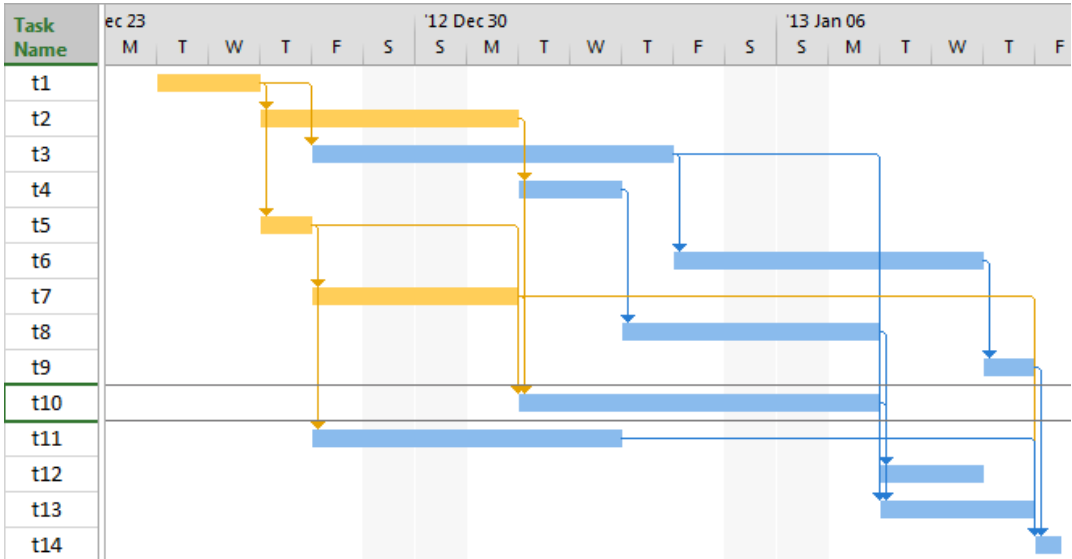 Task Name
ec 23 '12 Dec 30 '13 Jan 06
M T W T F S S M T W T F S S M T W T F
t1
t2
t3
t4
t5
t6
t7
t8
t9
t10
t11
t12
t13
t14